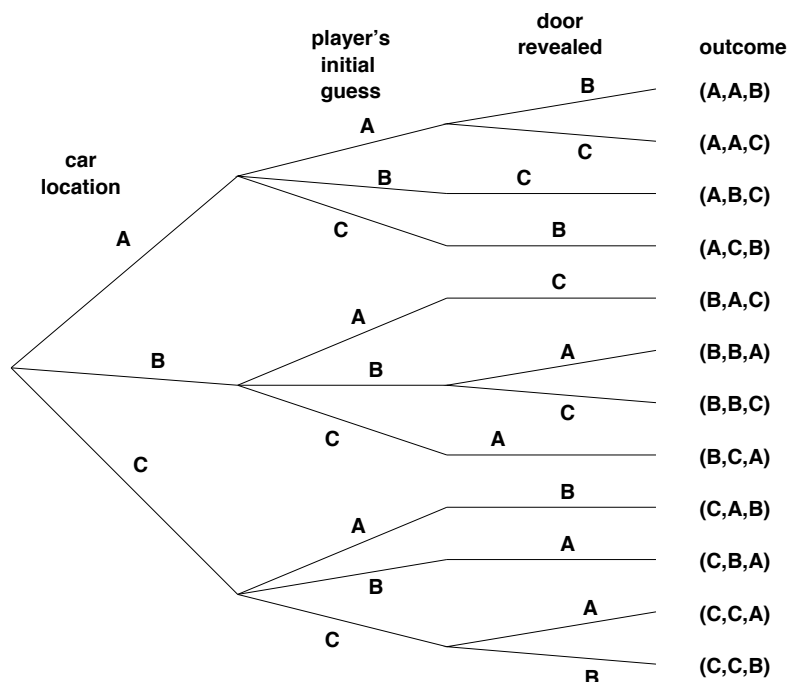 door
revealed
outcome
player's
initial
guess
car
location
A
B
C
A
B
C
A
B
C
A
B
C
B
C
C
B
C
A
C
A
B
A
A
B
(A,A,B)
(A,A,C)
(A,B,C)
(A,C,B)
(B,A,C)
(B,B,A)
(B,B,C)
(B,C,A)
(C,A,B)
(C,B,A)
(C,C,A)
(C,C,B)